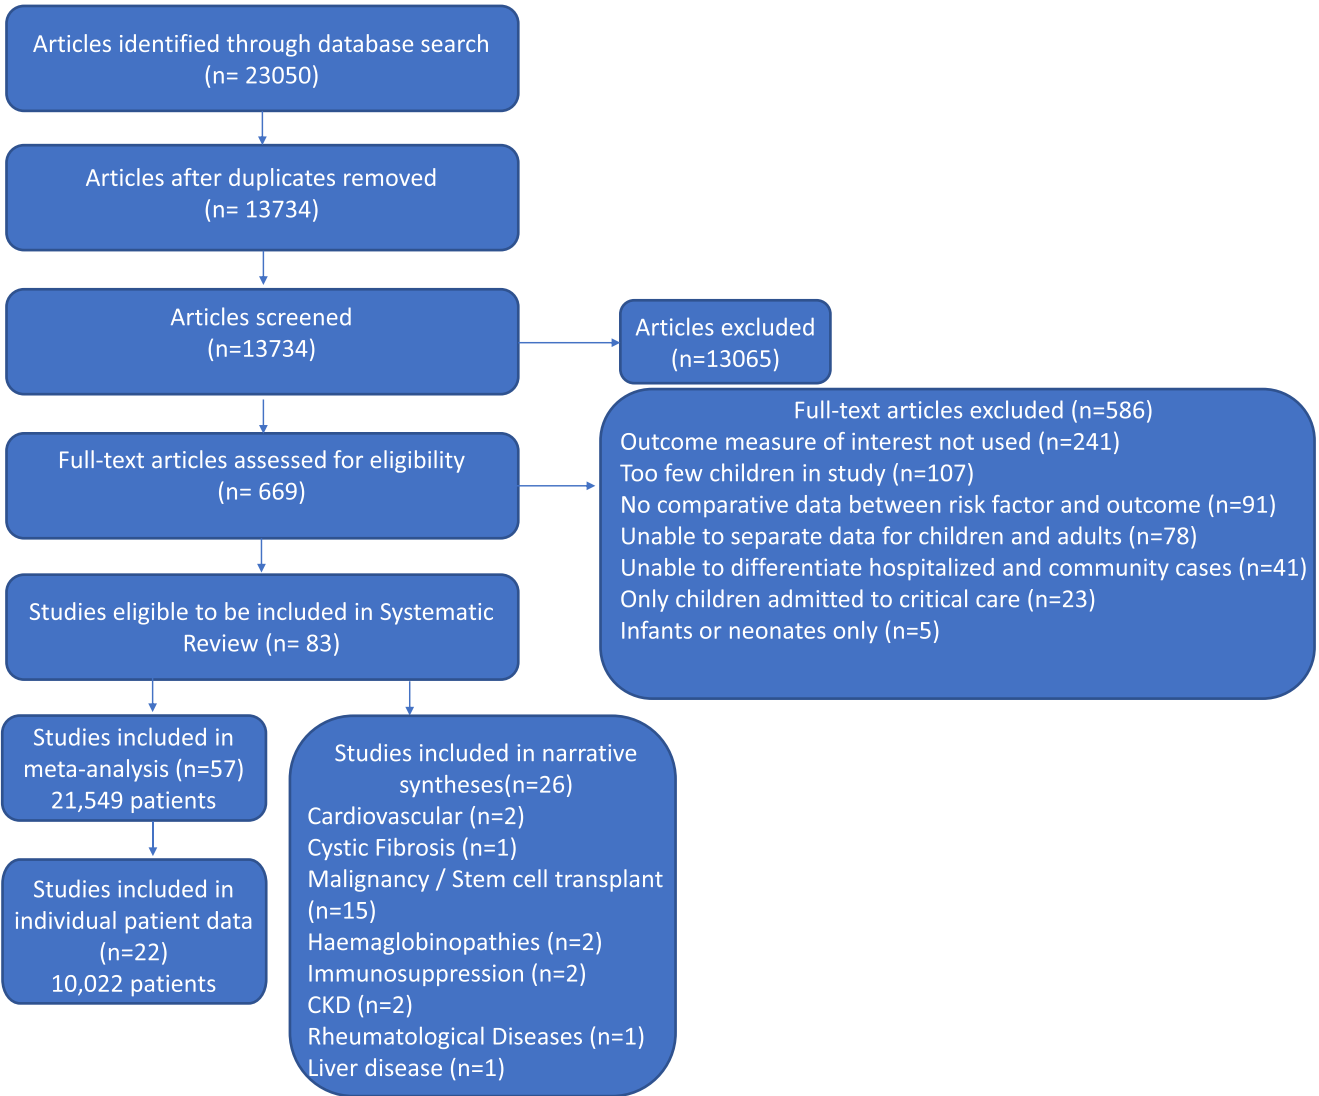 Articles identified through database search
(n= 23050)
Articles after duplicates removed
(n= 13734)
Articles screened
(n=13734)
Articles excluded
(n=13065)
Full-text articles assessed for eligibility
(n= 669)
Full-text articles excluded (n=586)
Outcome measure of interest not used (n=241)
Too few children in study (n=107)
No comparative data between risk factor and outcome (n=91)
Unable to separate data for children and adults (n=78)
Unable to differentiate hospitalized and community cases (n=41)
Only children admitted to critical care (n=23)
Infants or neonates only (n=5)
Studies eligible to be included in Systematic
Review (n= 83)
Studies included in
meta-analysis (n=57)
21,549 patients
Studies included in
individual patient data
(n=22)
10,022 patients
Studies included in narrative
syntheses(n=26)
Cardiovascular (n=2)
Cystic Fibrosis (n=1)
Malignancy / Stem cell transplant
(n=15)
Haemaglobinopathies (n=2)
Immunosuppression (n=2)
CKD (n=2)
Rheumatological Diseases (n=1)
Liver disease (n=1)